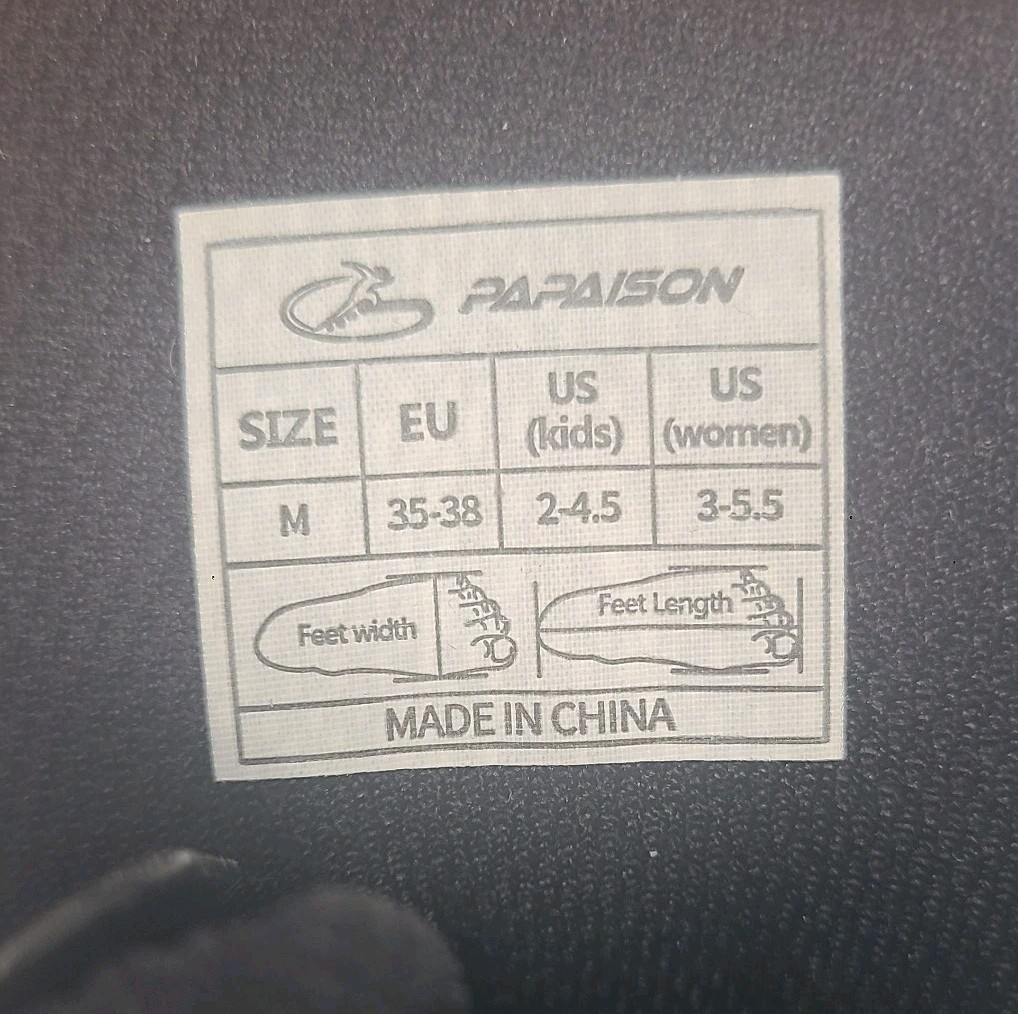 PAPAISON
SIZE EU US (kids) US (women)
M 35-38 2-4.5 3-5.5
Feet width Feet Length
MADE IN CHINA